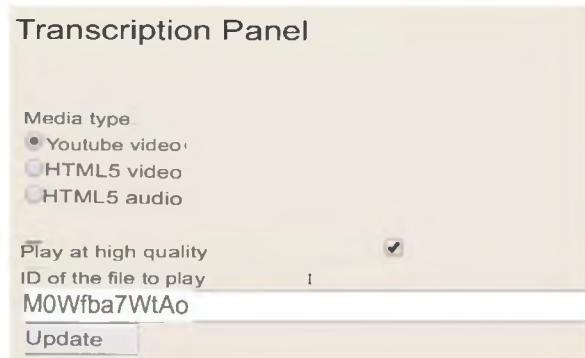 Transcription Panel
Media type
Youtube video
HTML5 video
HTML5 audio
Play at high quality
ID of the file to play
M0Wfba7WtAo
Update